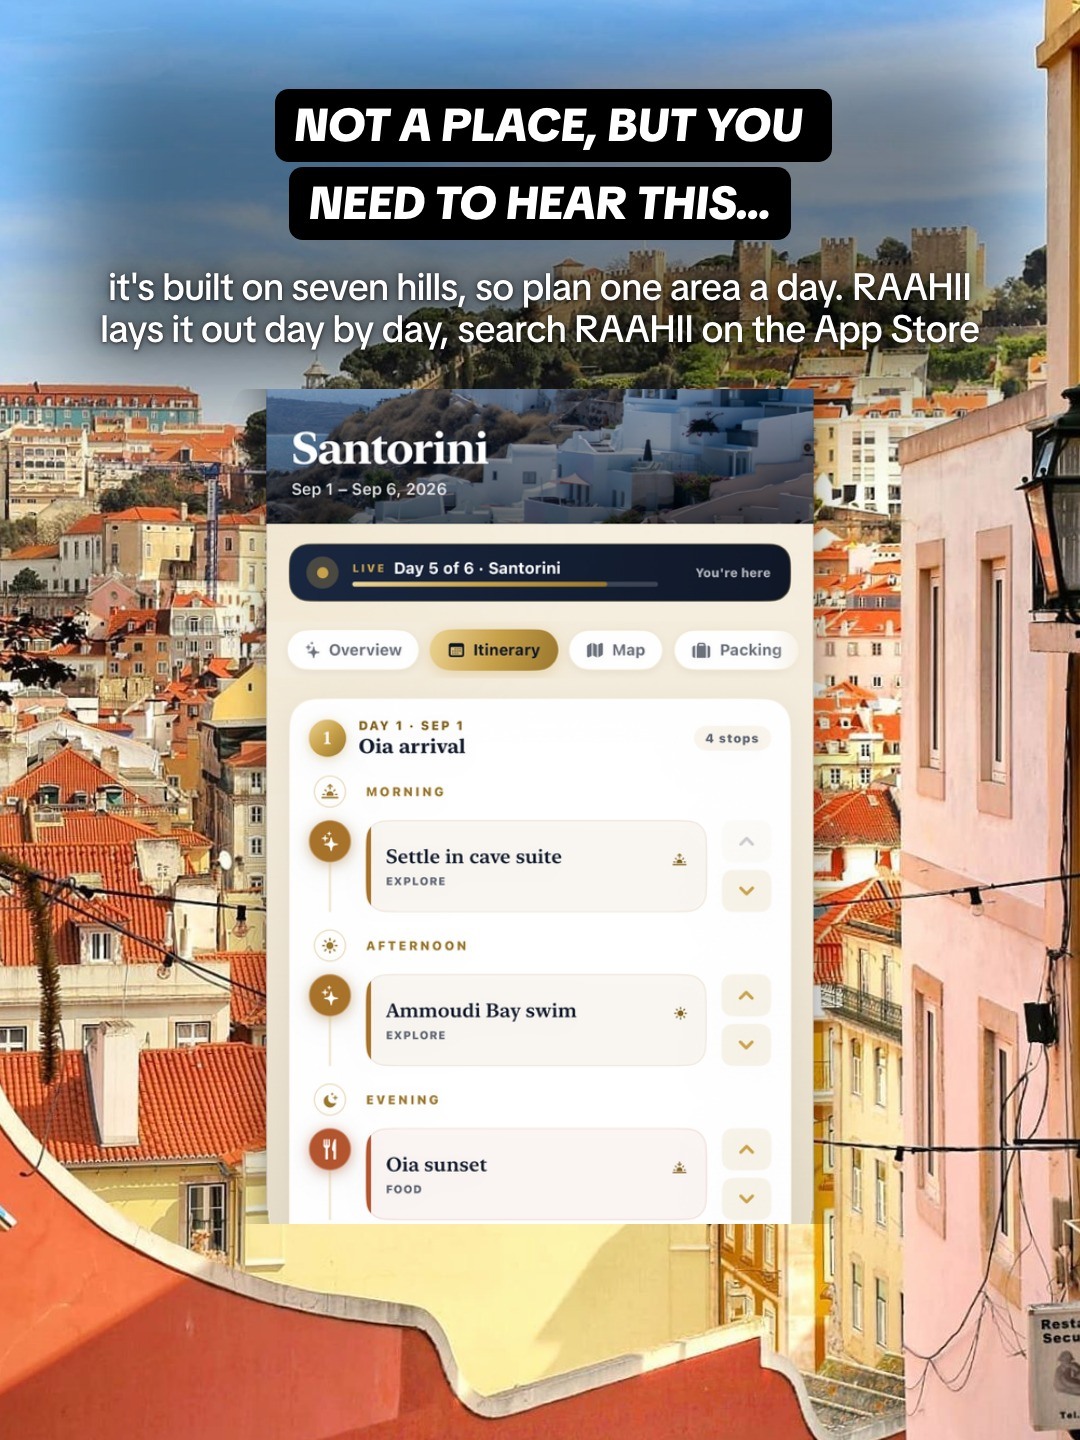 NOT A PLACE, BUT YOU
NEED TO HEAR THIS...
it's built on seven hills, so plan one area a day. RAAHII
lays it out day by day, search RAAHII on the App Store
Santorini
Sep 1 – Sep 6, 2026
LIVE Day 5 of 6 · Santorini
You're here
Overview
Itinerary
Map
Packing
1
DAY 1 · SEP 1
Oia arrival
4 stops
MORNING
Settle in cave suite
EXPLORE
AFTERNOON
Ammoudi Bay swim
EXPLORE
EVENING
Oia sunset
FOOD
Resta
Secu
Tel.